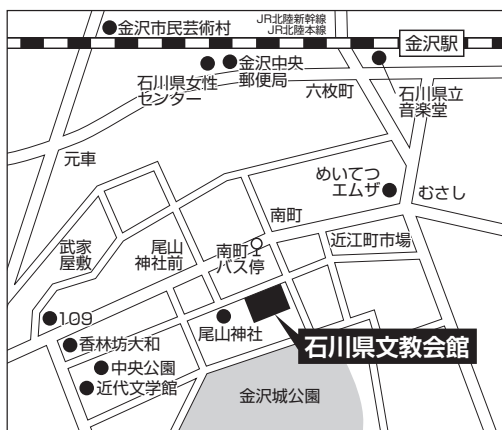 金沢市民芸術村
JR北陸新幹線
JR北陸本線
金沢駅
石川県女性
センター
金沢中央
郵便局
六枚町
石川県立
音楽堂
元車
めいてつ
エムザ
むさし
武家
屋敷
尾山
神社前
南町
南町
バス停
近江町市場
109
香林坊大和
中央公園
近代文学館
尾山神社
石川県文教会館
金沢城公園